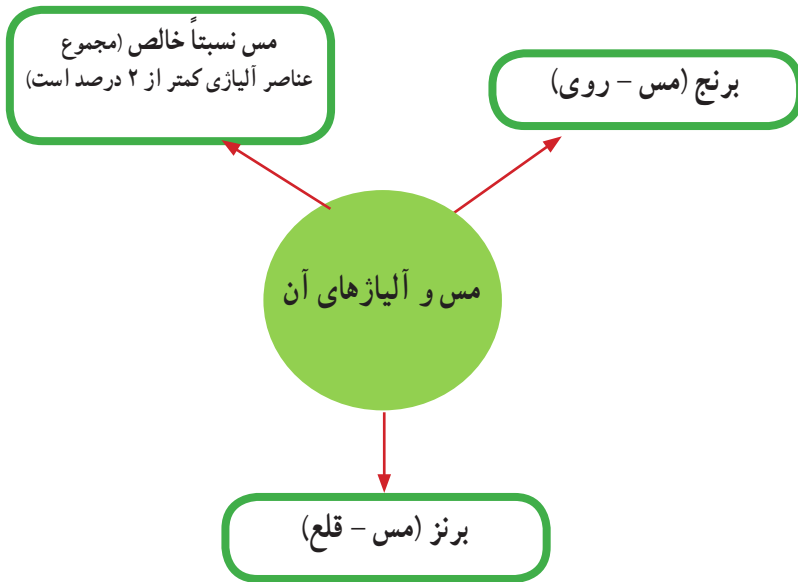 مس نسبتاً خالص (مجموع
عناصر آلیاژی کمتر از ۲ درصد است)
برنج (مس – روی)
مس و آلیاژهای آن
برنز (مس – قلع)